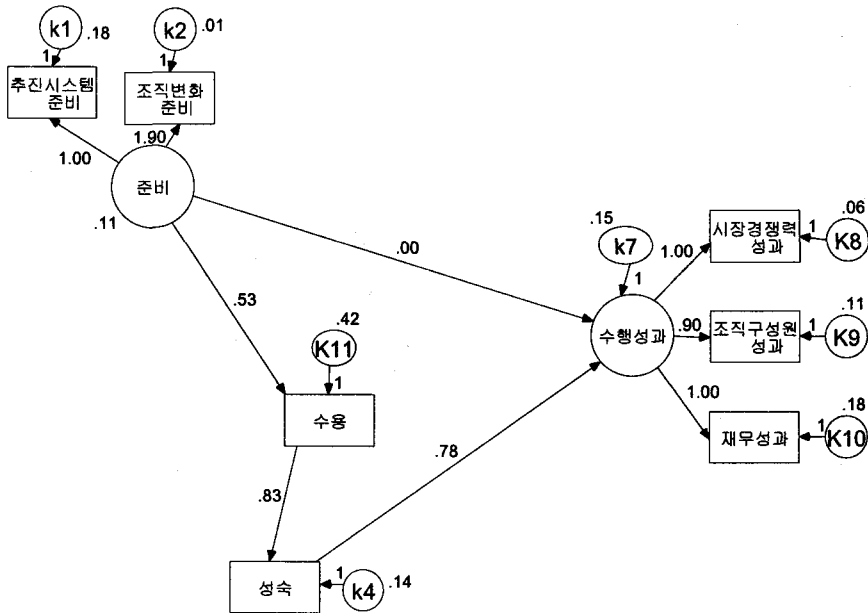 k1
.18
k2
.01
1
1
추진시스템
준비
조직변화
준비
1.00
1.90
준비
.11
.00
.53
.15
k7
1
수행성과
1.00
시장경쟁력
성과
1
.06
K8
.90
조직구성원
성과
1
.11
K9
1.00
재무성과
1
.18
K10
.42
K11
1
수용
.83
.78
성숙
1
k4
.14